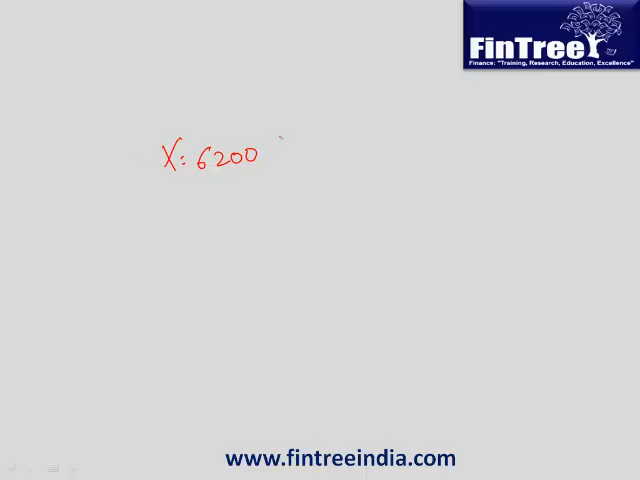 FinTree
Finance: "Training, Research, Education, Excellence"
X: 6200
www.fintreeindia.com